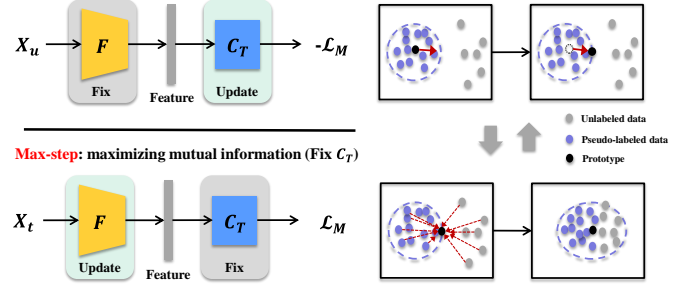 X_u F C_T -ℒ_M
Fix Feature Update
Unlabeled data
Pseudo-labeled data
Prototype
Max-step: maximizing mutual information (Fix C_T)
X_t F C_T ℒ_M
Update Feature Fix